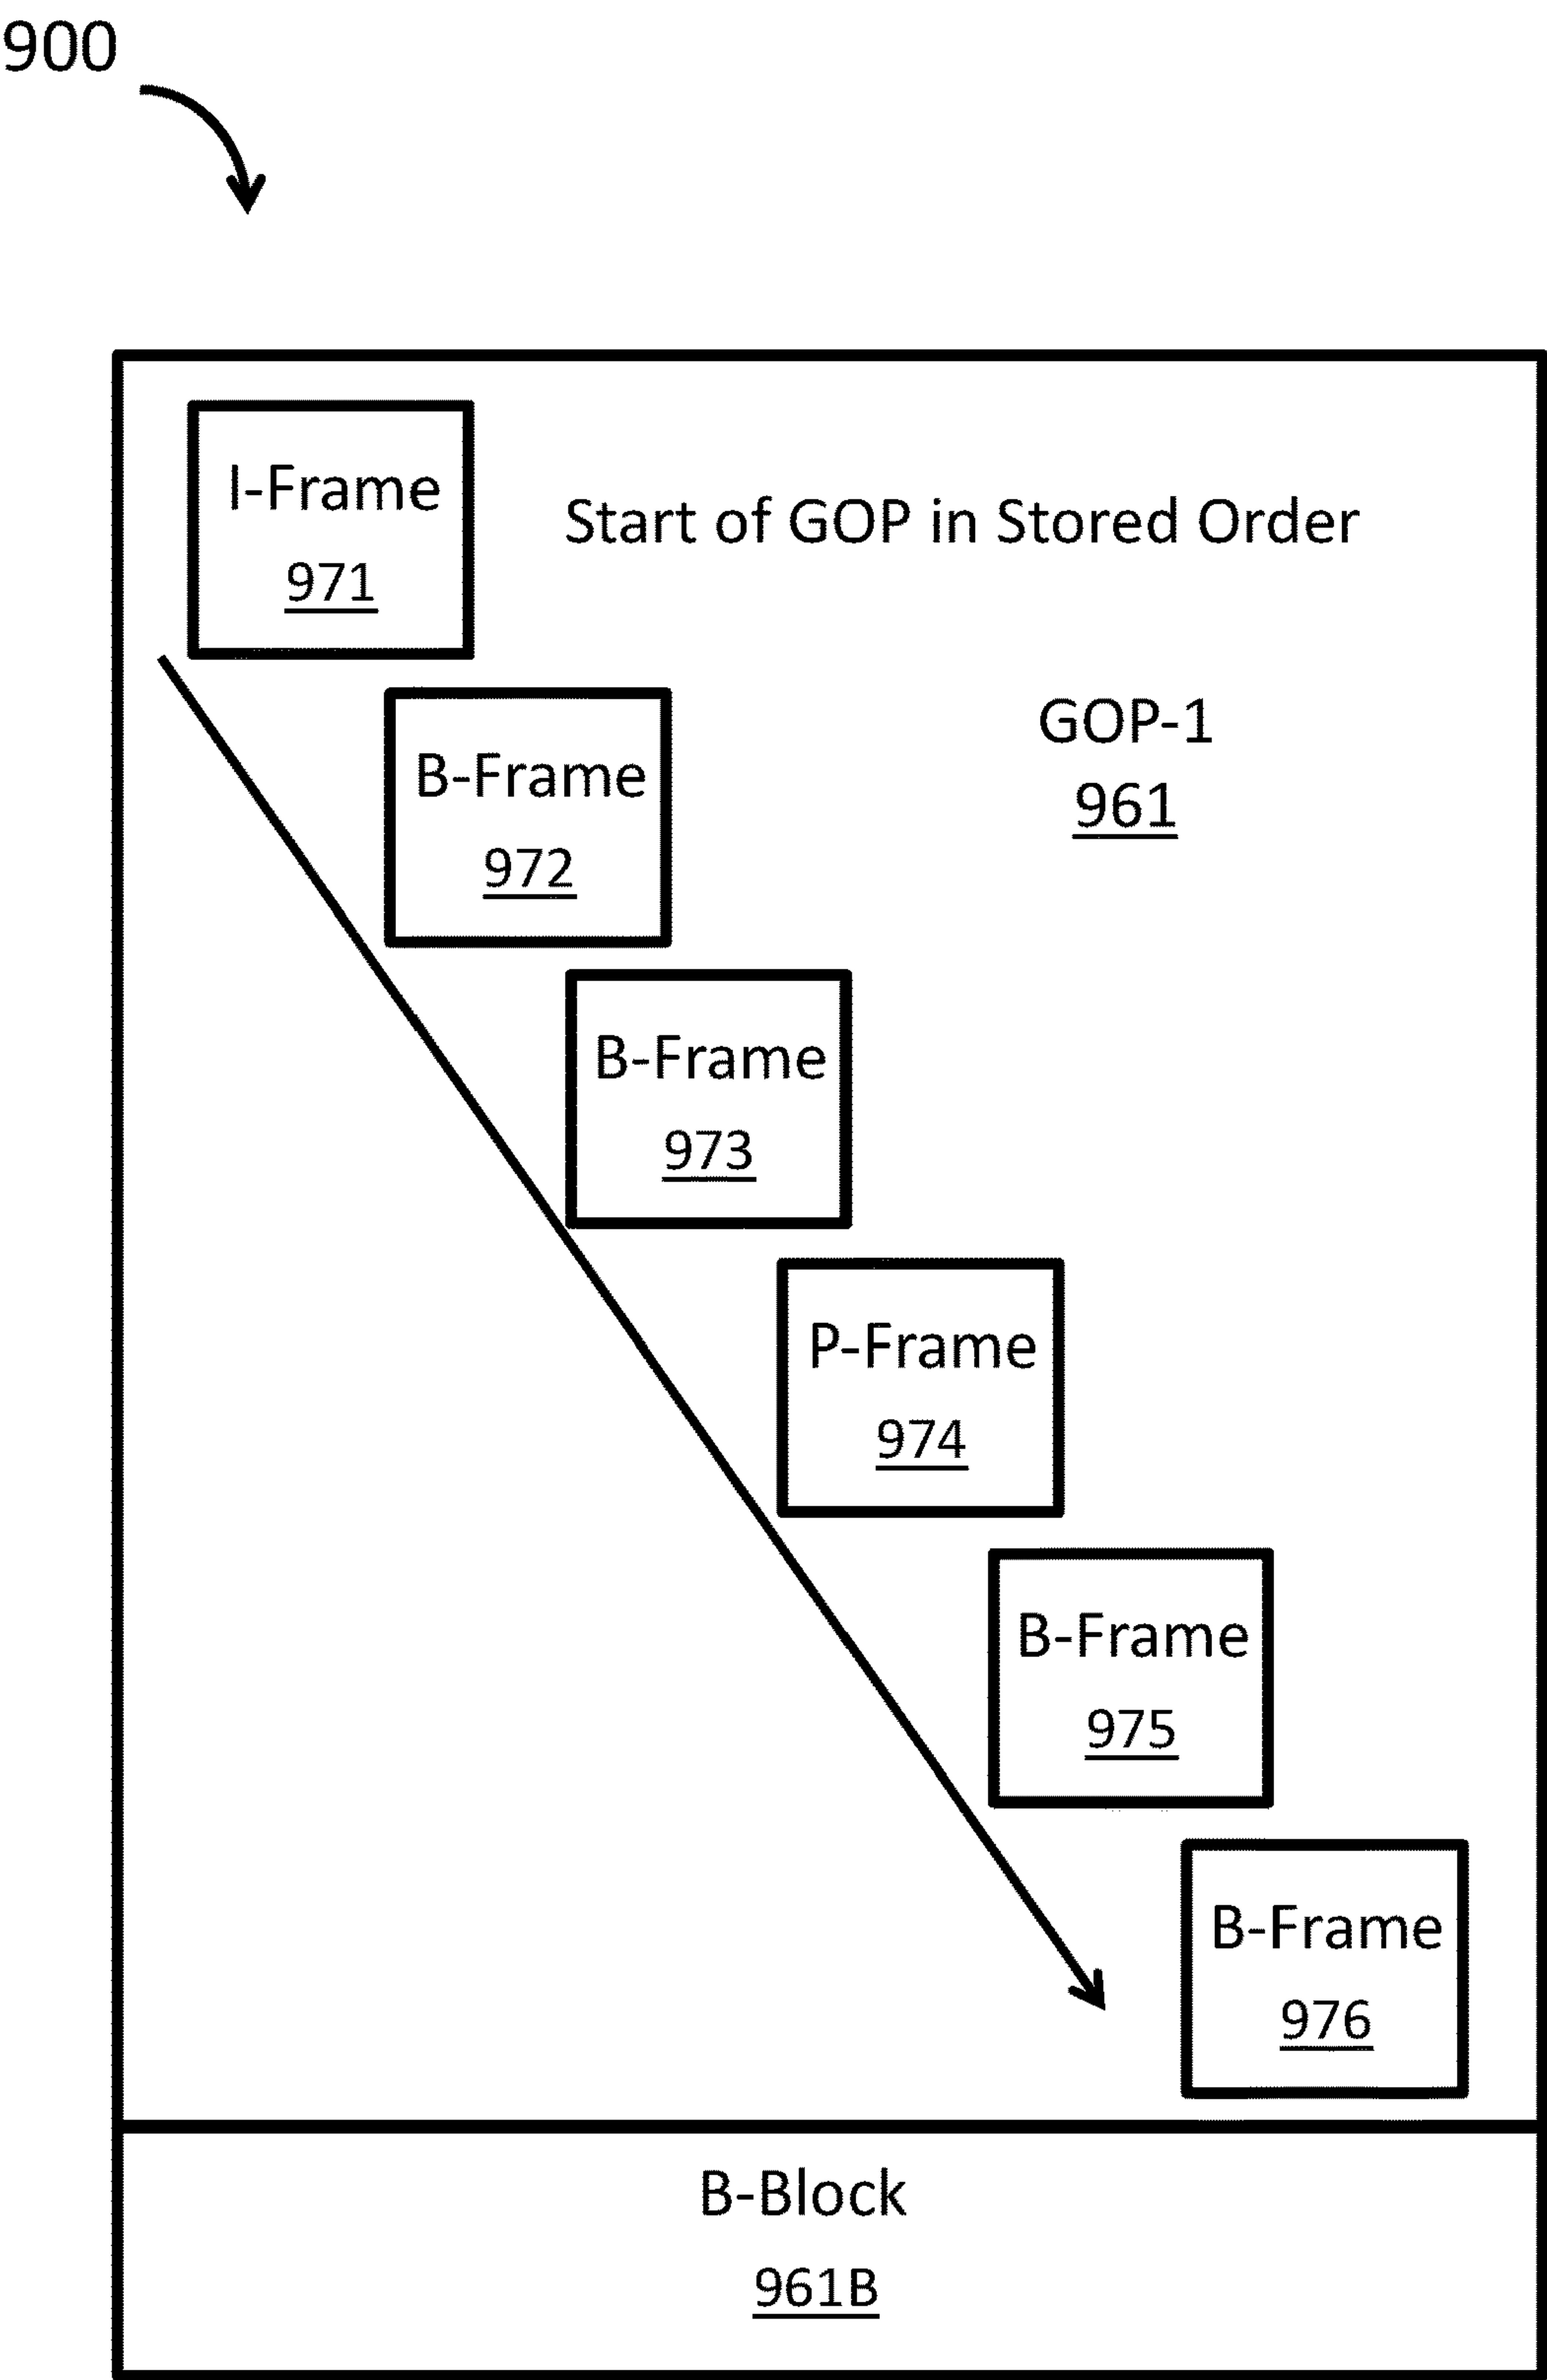 900
I-Frame
971
Start of GOP in Stored Order
B-Frame
972
GOP-1
961
B-Frame
973
P-Frame
974
B-Frame
975
B-Frame
976
B-Block
961B